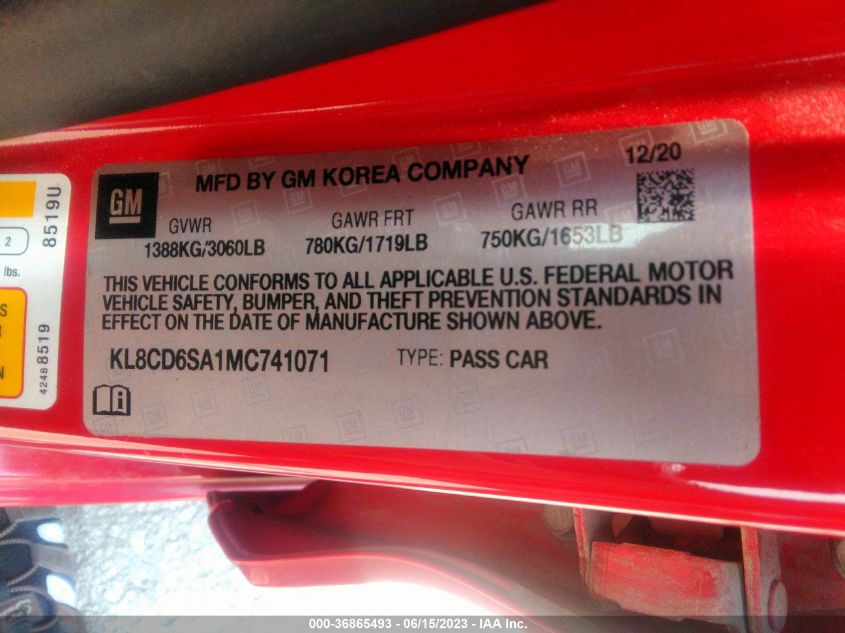 GM
MFD BY GM KOREA COMPANY
12/20
GVWR
1388KG/3060LB
GAWR FRT
780KG/1719LB
GAWR RR
750KG/1653LB
THIS VEHICLE CONFORMS TO ALL APPLICABLE U.S. FEDERAL MOTOR
VEHICLE SAFETY, BUMPER, AND THEFT PREVENTION STANDARDS IN
EFFECT ON THE DATE OF MANUFACTURE SHOWN ABOVE.
KL8CD6SA1MC741071
TYPE: PASS CAR
8519U
2
lbs.
S
N
4248 8519
000-36865493 - 06/15/2023 - IAA Inc.